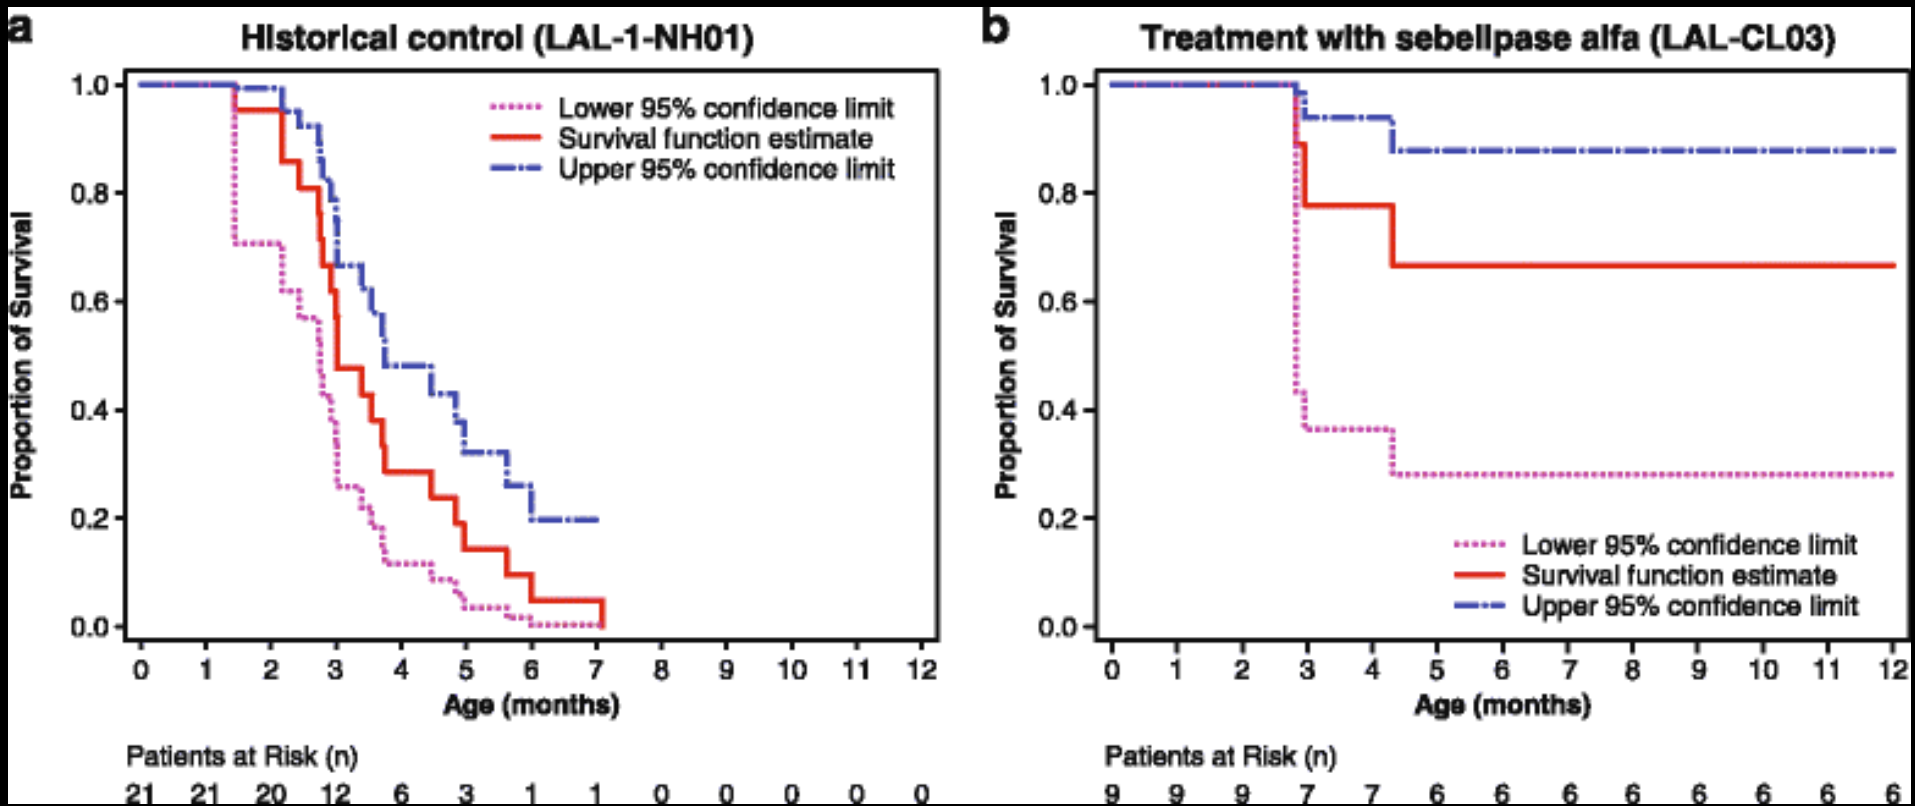 a
Historical control (LAL-1-NH01)
1.0
0.8
0.6
0.4
0.2
0.0
Proportion of Survival
Lower 95% confidence limit
Survival function estimate
Upper 95% confidence limit
0 1 2 3 4 5 6 7 8 9 10 11 12
Age (months)
Patients at Risk (n)
21 21 20 12 6 3 1 1 0 0 0 0 0
b
Treatment with sebelipase alfa (LAL-CL03)
1.0
0.8
0.6
0.4
0.2
0.0
Proportion of Survival
Lower 95% confidence limit
Survival function estimate
Upper 95% confidence limit
0 1 2 3 4 5 6 7 8 9 10 11 12
Age (months)
Patients at Risk (n)
9 9 9 7 7 6 6 6 6 6 6 6 6